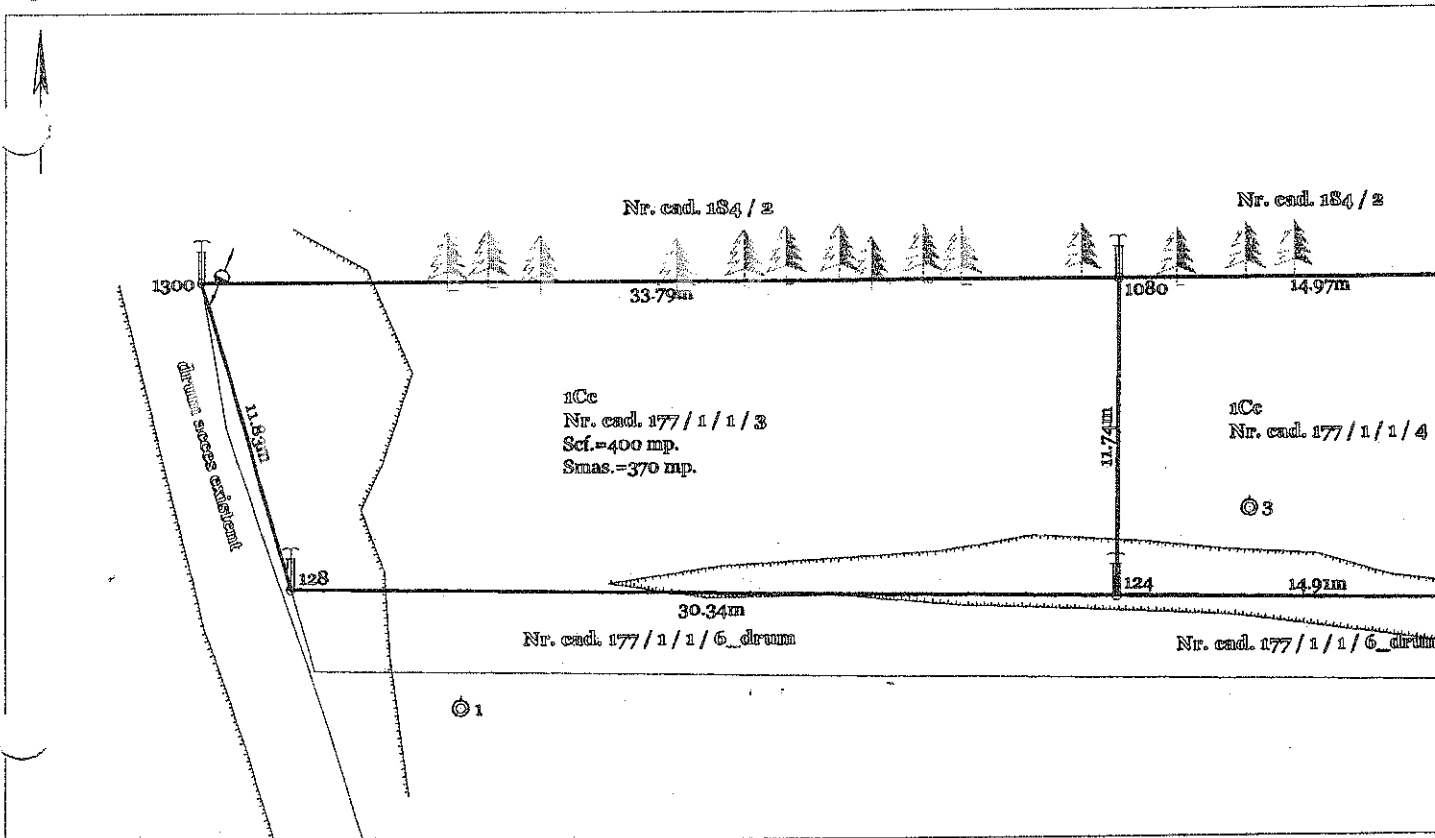 Nr. cad. 184 / 2
Nr. cad. 184 / 2
1300
33.79m
1080
14.97m
drum acces existent
11.83m
1Cc
Nr. cad. 177 / 1 / 1 / 3
Scf.=400 mp.
Smas.=370 mp.
11.74m
1Cc
Nr. cad. 177 / 1 / 1 / 4
3
128
30.34m
124
14.91m
Nr. cad. 177 / 1 / 1 / 6_drum
Nr. cad. 177 / 1 / 1 / 6_drum
1